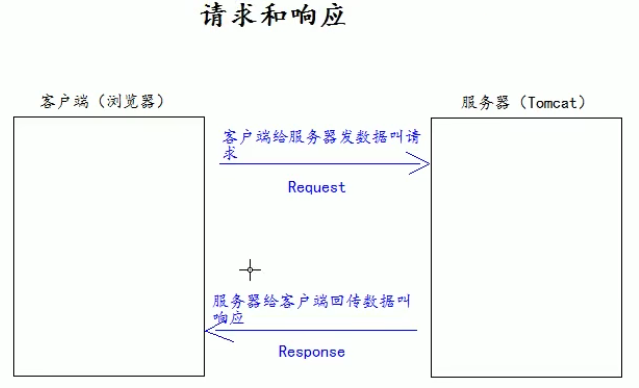 请求和响应
客户端（浏览器）
服务器（Tomcat）
客户端给服务器发数据叫请
求
Request
服务器给客户端回传数据叫
响应
Response